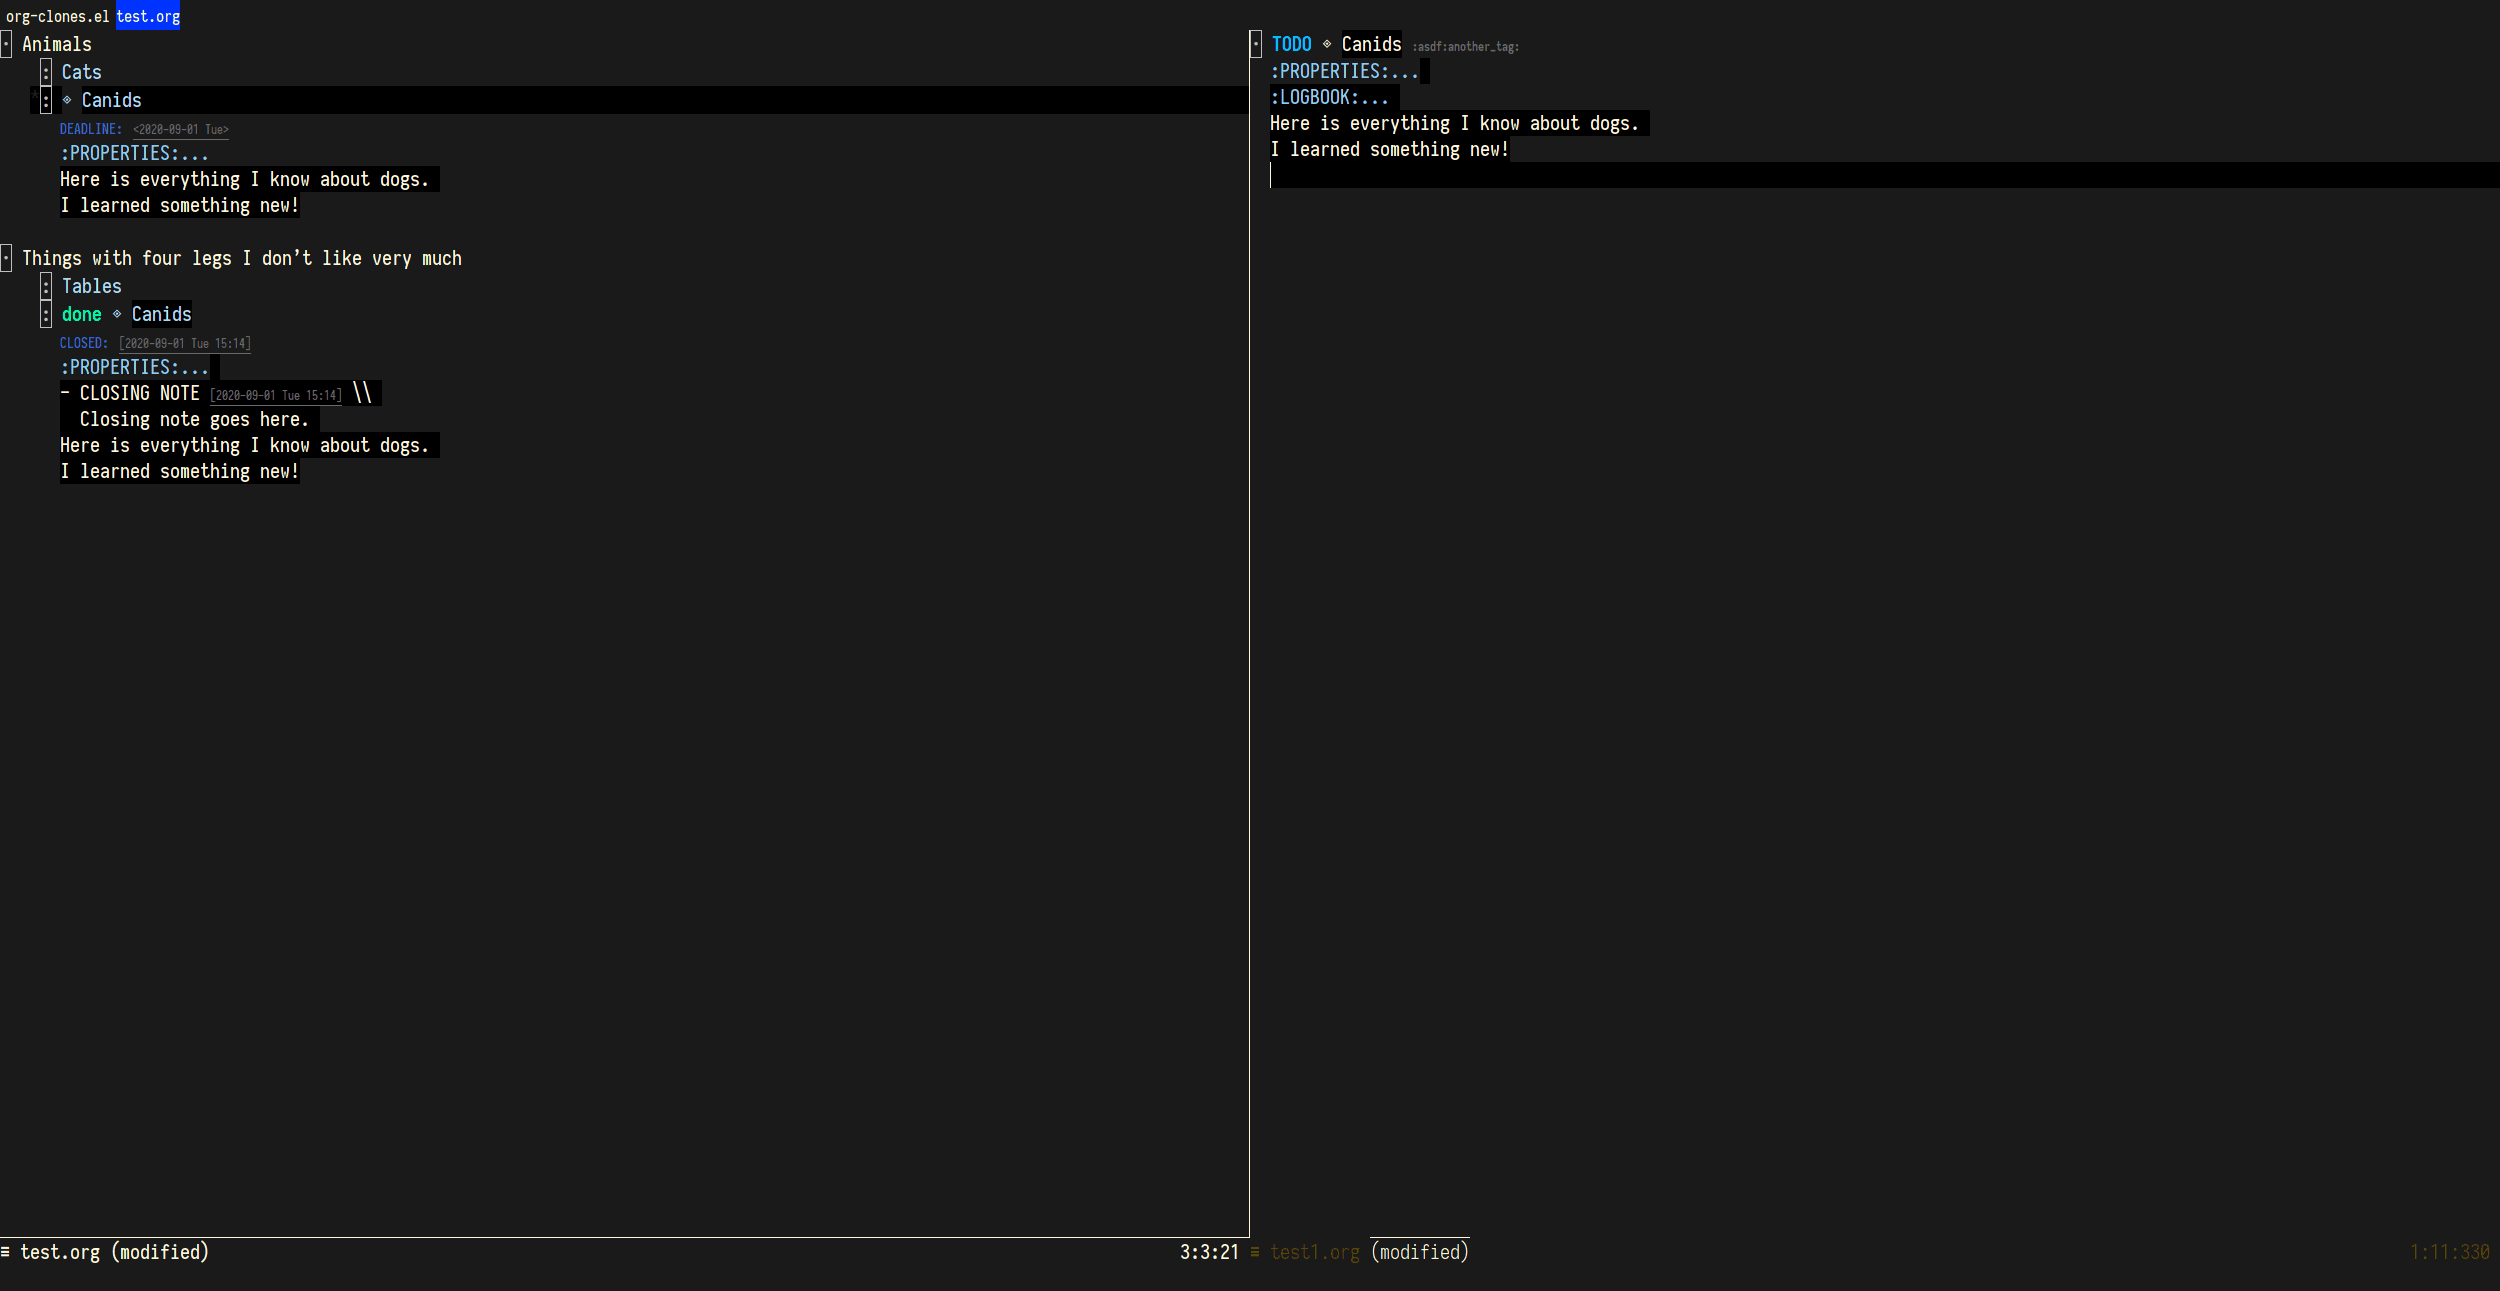 org-clones.el test.org
· Animals
: Cats
*: ◈ Canids
DEADLINE: <2020-09-01 Tue>
:PROPERTIES:...
Here is everything I know about dogs.
I learned something new!
· Things with four legs I don’t like very much
: Tables
: done ◈ Canids
CLOSED: [2020-09-01 Tue 15:14]
:PROPERTIES:...
- CLOSING NOTE [2020-09-01 Tue 15:14] \\
Closing note goes here.
Here is everything I know about dogs.
I learned something new!
≡ test.org (modified) 3:3:21
· TODO ◈ Canids :asdf:another_tag:
:PROPERTIES:...
:LOGBOOK:...
Here is everything I know about dogs.
I learned something new!
≡ test1.org (modified) 1:11:330